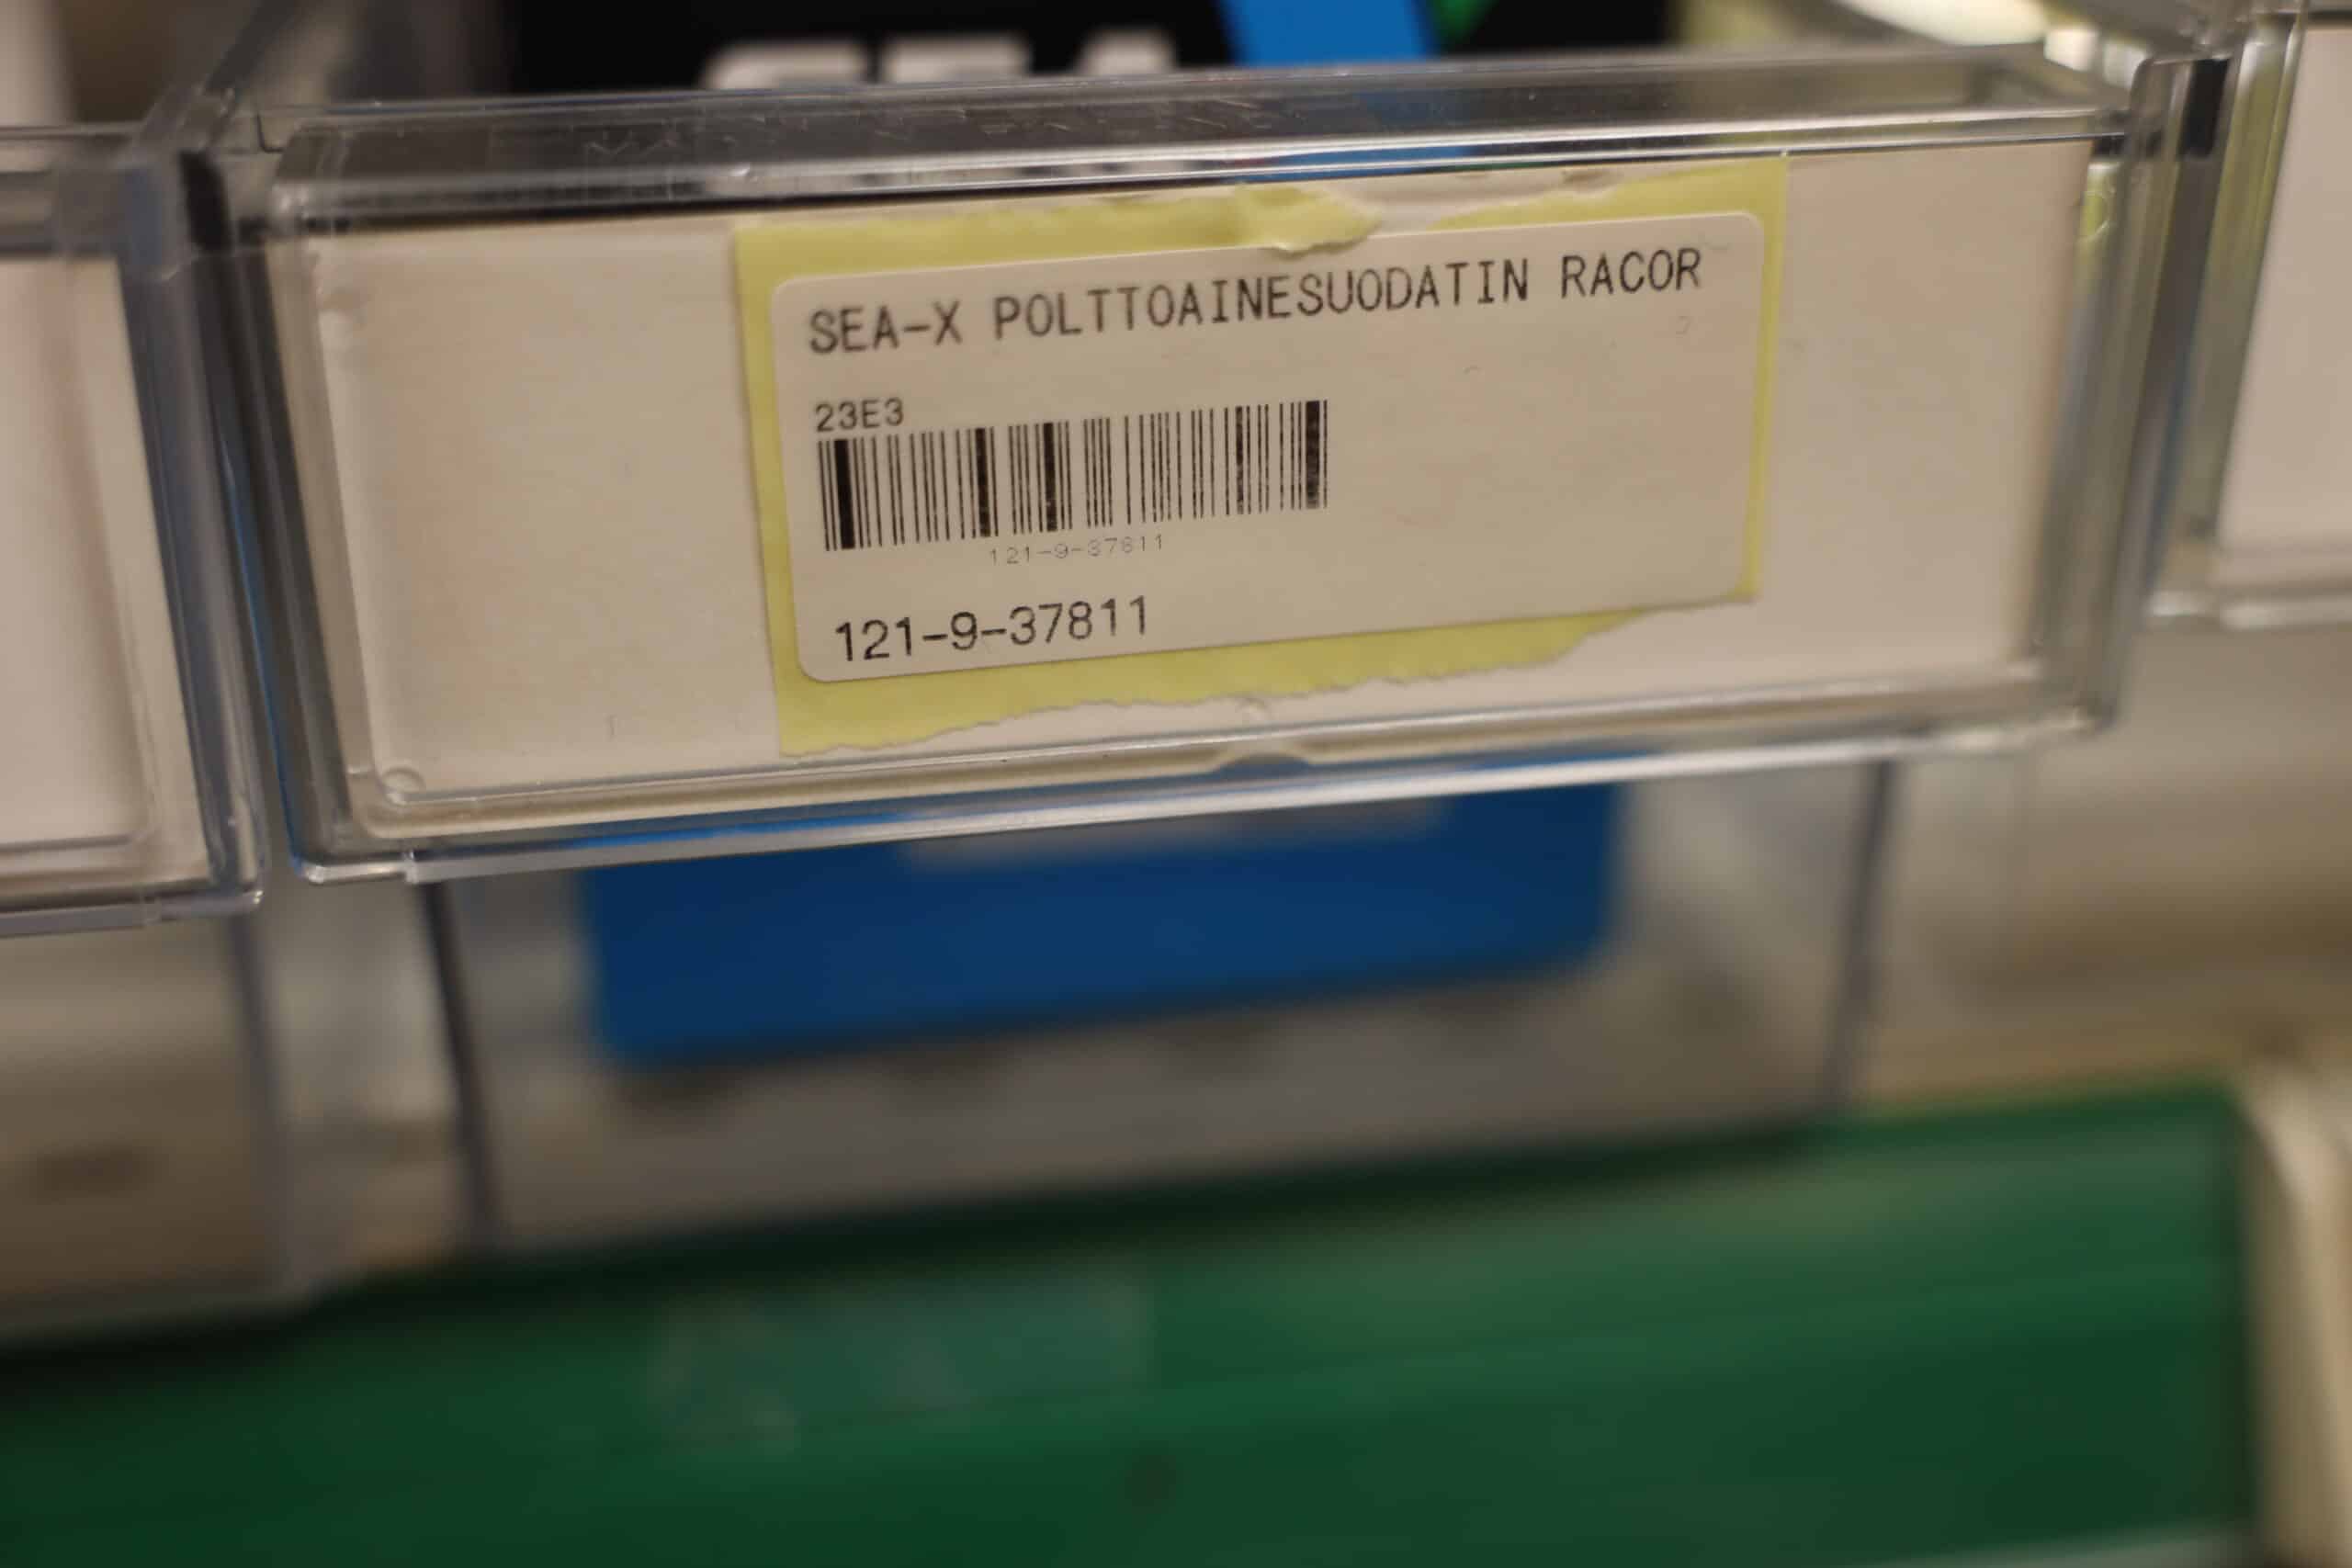 SEA-X POLTTOAINESUODATIN RACOR
23E3
121-9-37811
121-9-37811